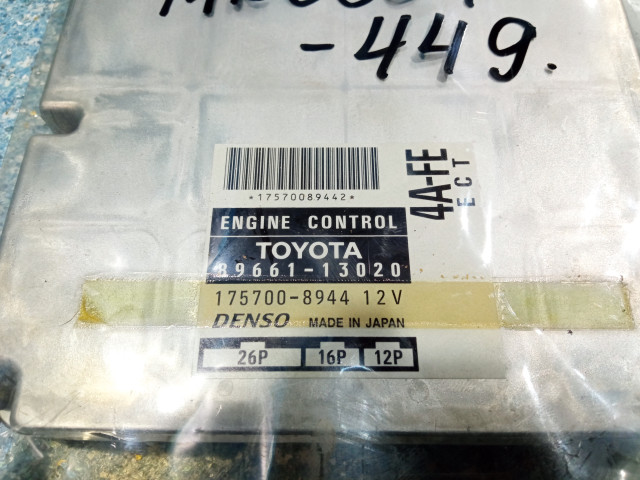 -449.
*17570089442*
4A-FE
ECT
ENGINE CONTROL
TOYOTA
89661-13020
175700-8944 12V
DENSO MADE IN JAPAN
26P 16P 12P